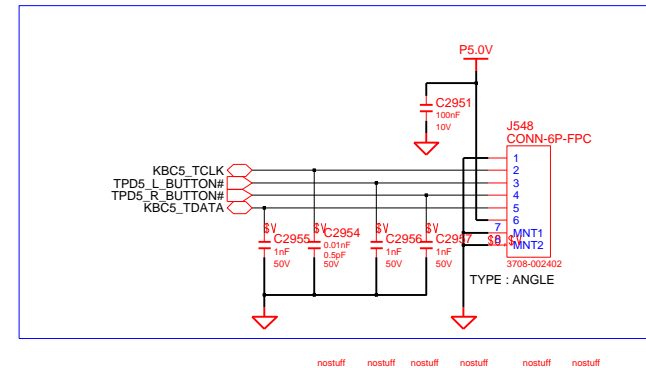 P5.0V
C2951
100nF
10V
J548
CONN-6P-FPC
1
KBC5_TCLK 2
TPD5_L_BUTTON# 3
TPD5_R_BUTTON# 4
KBC5_TDATA 5
6
7 MNT1
8 MNT2
$V $V $V $V $V
C2955 C2954 C2956 C2957
1nF 0.01nF 1nF 1nF
0.5pF
50V 50V 50V 50V
3708-002402
TYPE : ANGLE
nostuff nostuff nostuff nostuff nostuff nostuff